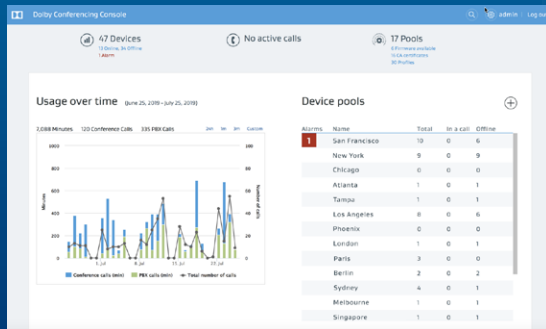 Dolby Conferencing Console
admin
Log out
47 Devices
13 Online, 34 Offline
1 Alarm
No active calls
17 Pools
6 Firmware available
Profiles
Usage over time (June 25, 2019 - July 25, 2019)
120 Conference Calls
335 PBX Calls
Custom
1000
800
600
400
200
0
Minutes
100
80
60
40
20
0
Number of calls
1. Jul
8. Jul
15. Jul
22. Jul
Conference calls (min)
PBX calls (min)
Total number of calls
Device pools
Alarms Name Total In a call Offline
1 San Francisco 10 0 6
New York 9 0 9
Chicago 0 0 0
Atlanta 1 0 1
Tampa 1 0 1
Los Angeles 6 0 6
Phoenix 0 0 0
London 1 0 1
Paris 3 0 0
Berlin 2 0 2
Sydney 4 0 1
Melbourne 1 0 1
Singapore 1 0 1